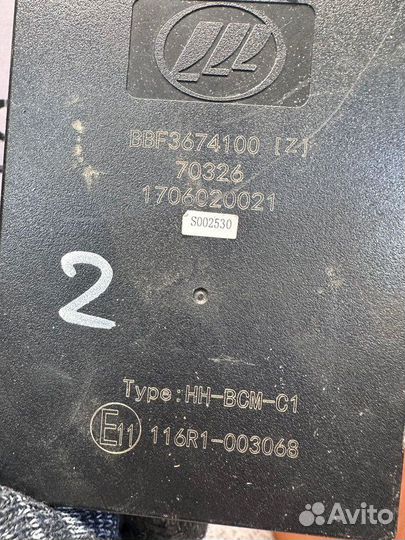 BBF3674100 [Z]
70326
1706020021
S002530
2
Type:HH-BCM-C1
E11 116R1-003068
Avito